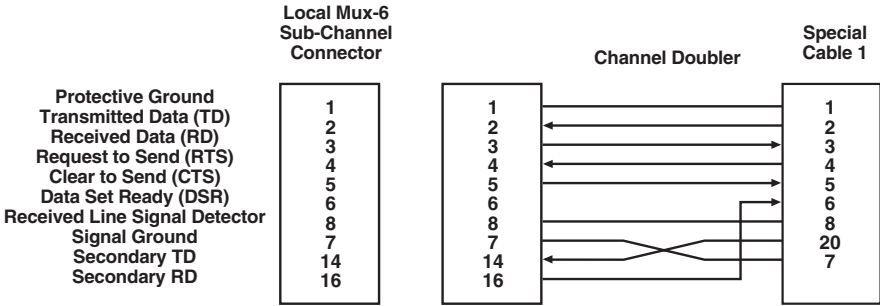 Local Mux-6
Sub-Channel
Connector
Channel Doubler
Special
Cable 1
Protective Ground
Transmitted Data (TD)
Received Data (RD)
Request to Send (RTS)
Clear to Send (CTS)
Data Set Ready (DSR)
Received Line Signal Detector
Signal Ground
Secondary TD
Secondary RD
1
2
3
4
5
6
8
7
14
16
1
2
3
4
5
6
8
7
14
16
1
2
3
4
5
6
8
20
7